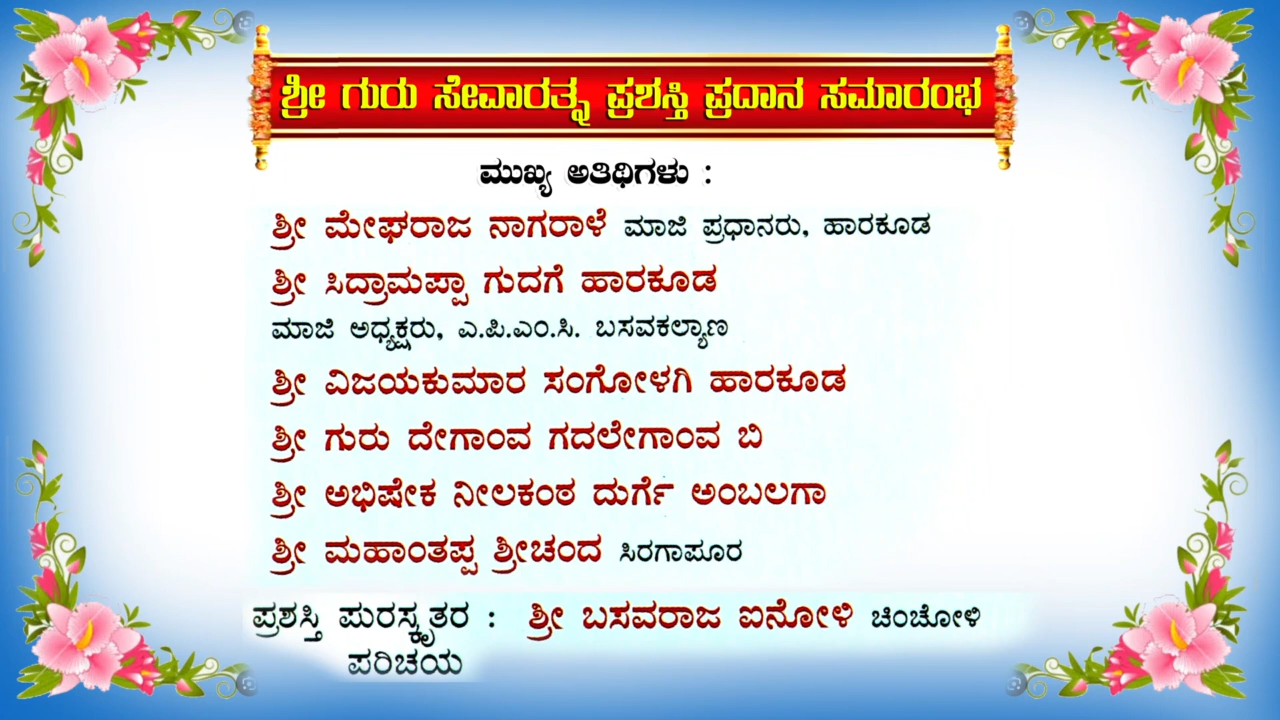 ಶ್ರೀ ಗುರು ಸೇವಾರತ್ನ ಪ್ರಶಸ್ತಿ ಪ್ರದಾನ ಸಮಾರಂಭ
ಮುಖ್ಯ ಅತಿಥಿಗಳು :
ಶ್ರೀ ಮೇಘರಾಜ ನಾಗರಾಳೆ ಮಾಜಿ ಪ್ರಧಾನರು, ಹಾರಕೂಡ
ಶ್ರೀ ಸಿದ್ರಾಮಪ್ಪಾ ಗುದಗೆ ಹಾರಕೂಡ
ಮಾಜಿ ಅಧ್ಯಕ್ಷರು, ಎ.ಪಿ.ಎಂ.ಸಿ. ಬಸವಕಲ್ಯಾಣ
ಶ್ರೀ ವಿಜಯಕುಮಾರ ಸಂಗೋಳಗಿ ಹಾರಕೂಡ
ಶ್ರೀ ಗುರು ದೇಗಾಂವ ಗದಲೇಗಾಂವ ಬಿ
ಶ್ರೀ ಅಭಿಷೇಕ ನೀಲಕಂಠ ದುರ್ಗೆ ಅಂಬಲಗಾ
ಶ್ರೀ ಮಹಾಂತಪ್ಪ ಶ್ರೀಚಂದ ಸಿರಗಾಪೂರ
ಪ್ರಶಸ್ತಿ ಪುರಸ್ಕೃತರ : ಶ್ರೀ ಬಸವರಾಜ ಐನೋಳಿ ಚಿಂಚೋಳಿ
ಪರಿಚಯ